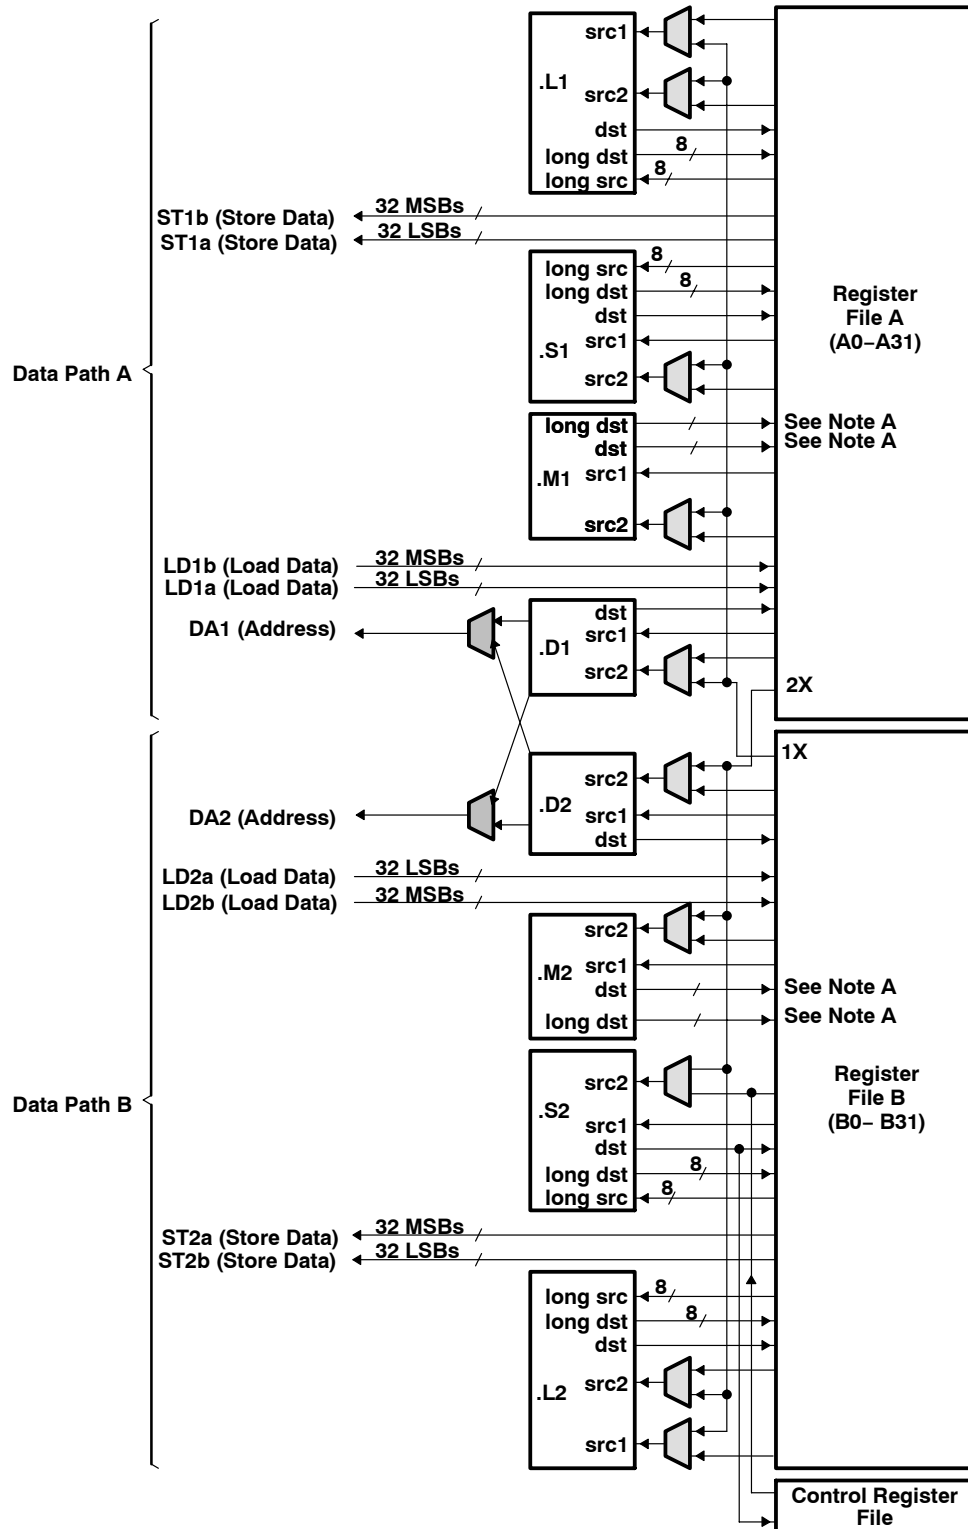 src1
.L1
src2
dst
8
long dst
8
long src
32 MSBs
ST1b (Store Data)
32 LSBs
ST1a (Store Data)
8
long src
8
long dst
dst
Register
File A
(A0−A31)
.S1
src1
src2
Data Path A
long dst
See Note A
dst
See Note A
.M1
src1
src2
32 MSBs
LD1b (Load Data)
32 LSBs
LD1a (Load Data)
dst
DA1 (Address)
src1
.D1
src2
2X
1X
src2
.D2
src1
DA2 (Address)
dst
32 LSBs
LD2a (Load Data)
32 MSBs
LD2b (Load Data)
src2
src1
.M2
dst
See Note A
long dst
See Note A
src2
Register
File B
(B0− B31)
Data Path B
.S2
src1
dst
8
long dst
8
long src
32 MSBs
ST2a (Store Data)
32 LSBs
ST2b (Store Data)
8
long src
8
long dst
dst
src2
.L2
src1
Control Register
File